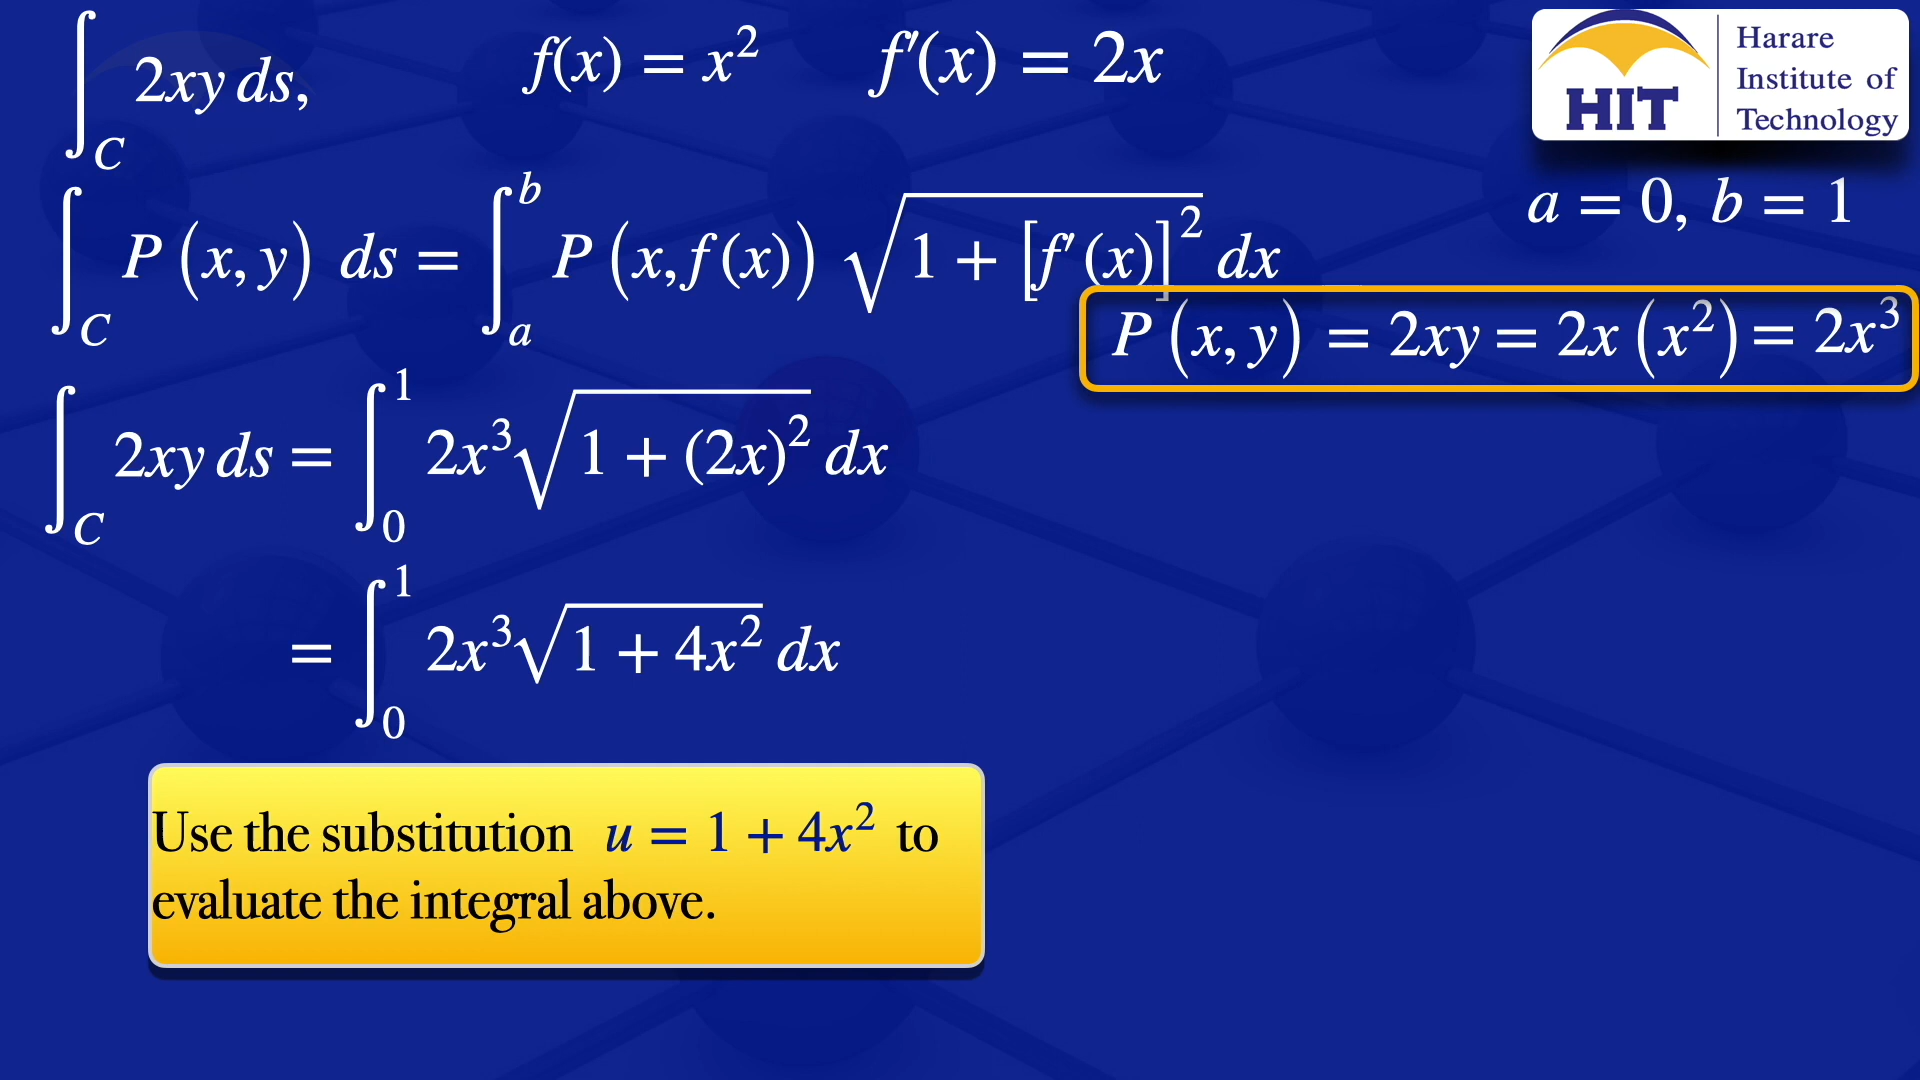 ∫_C 2xy ds,
f(x) = x²
f′(x) = 2x
HIT
Harare
Institute of
Technology
a = 0, b = 1
∫_C P (x, y) ds = ∫_a^b P (x, f (x)) √(1 + [f′ (x)]²) dx
P (x, y) = 2xy = 2x (x²) = 2x³
∫_C 2xy ds = ∫_0^1 2x³√(1 + (2x)²) dx
= ∫_0^1 2x³√(1 + 4x²) dx
Use the substitution u = 1 + 4x² to
evaluate the integral above.